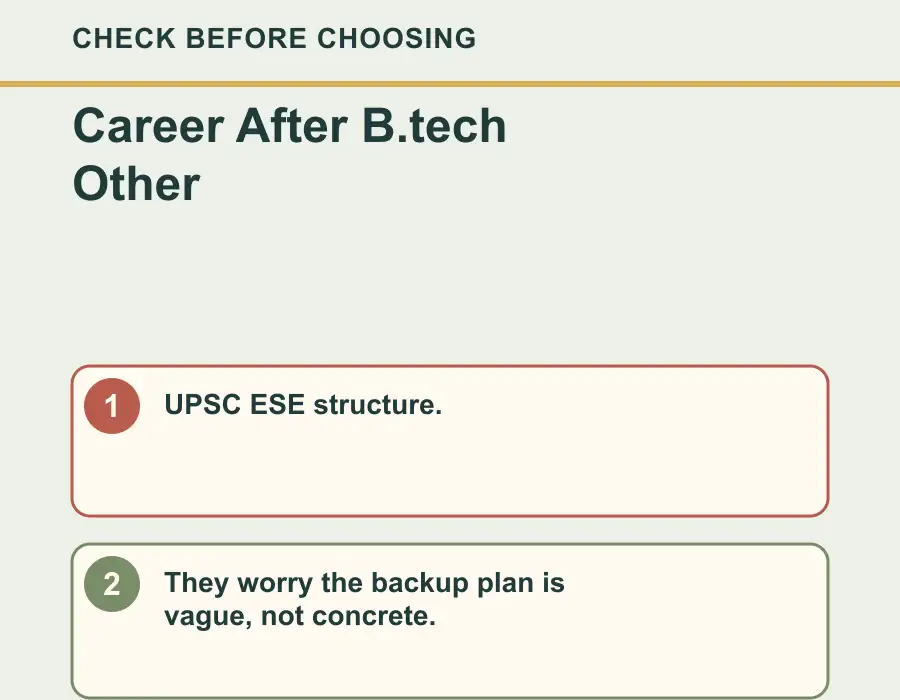 CHECK BEFORE CHOOSING
Career After B.tech
Other
1
UPSC ESE structure.
2
They worry the backup plan is
vague, not concrete.